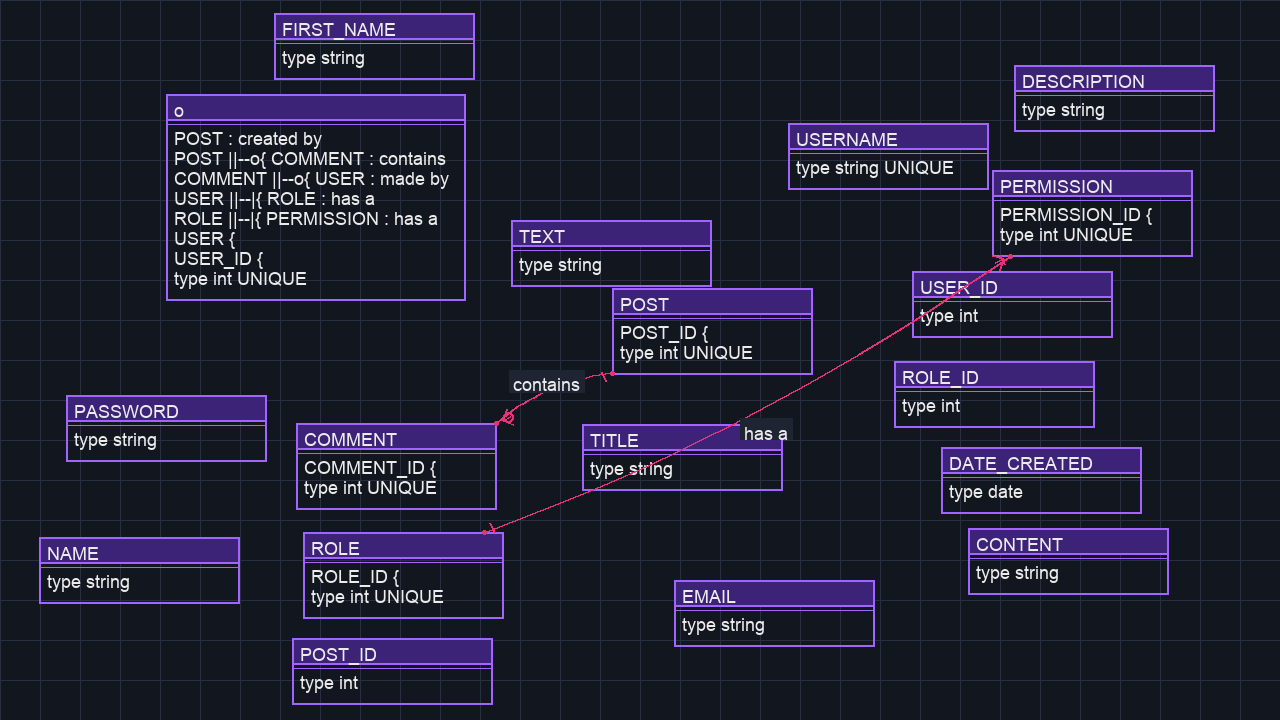 FIRST_NAME
type string
o
POST : created by
POST ||--o{ COMMENT : contains
COMMENT ||--o{ USER : made by
USER ||--|{ ROLE : has a
ROLE ||--|{ PERMISSION : has a
USER {
USER_ID {
type int UNIQUE
DESCRIPTION
type string
USERNAME
type string UNIQUE
PERMISSION
PERMISSION_ID {
type int UNIQUE
TEXT
type string
USER_ID
type int
POST
POST_ID {
type int UNIQUE
contains
ROLE_ID
type int
PASSWORD
type string
COMMENT
COMMENT_ID {
type int UNIQUE
TITLE
type string
has a
DATE_CREATED
type date
NAME
type string
ROLE
ROLE_ID {
type int UNIQUE
CONTENT
type string
EMAIL
type string
POST_ID
type int